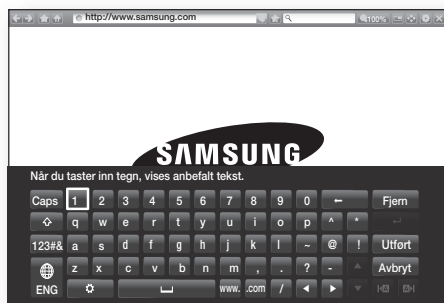 http://www.samsung.com 100%
SAMSUNG
Når du taster inn tegn, vises anbefalt tekst.
Caps 1 2 3 4 5 6 7 8 9 0 ← Fjern
q w e r t y u i o p ^ *
123#& a s d f g h j k l ~ @ ! Utført
z x c v b n m , . ? - Avbryt
ENG www. .com /